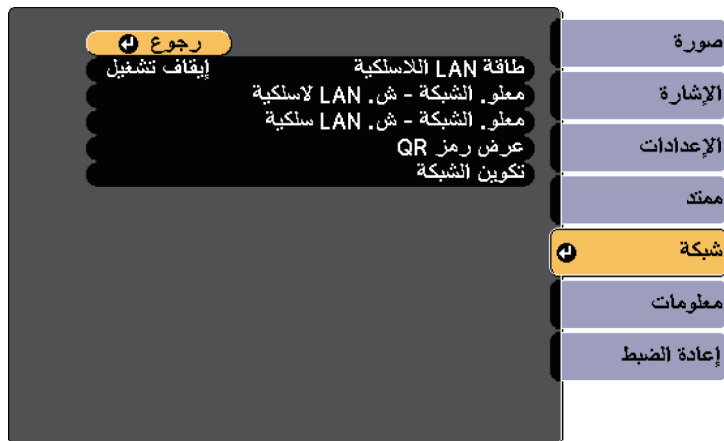 رجوع
طاقة LAN اللاسلكية إيقاف تشغيل
معلو. الشبكة - ش. LAN لاسلكية
معلو. الشبكة - ش. LAN سلكية
عرض رمز QR
تكوين الشبكة
صورة
الإشارة
الإعدادات
ممتد
شبكة
معلومات
إعادة الضبط